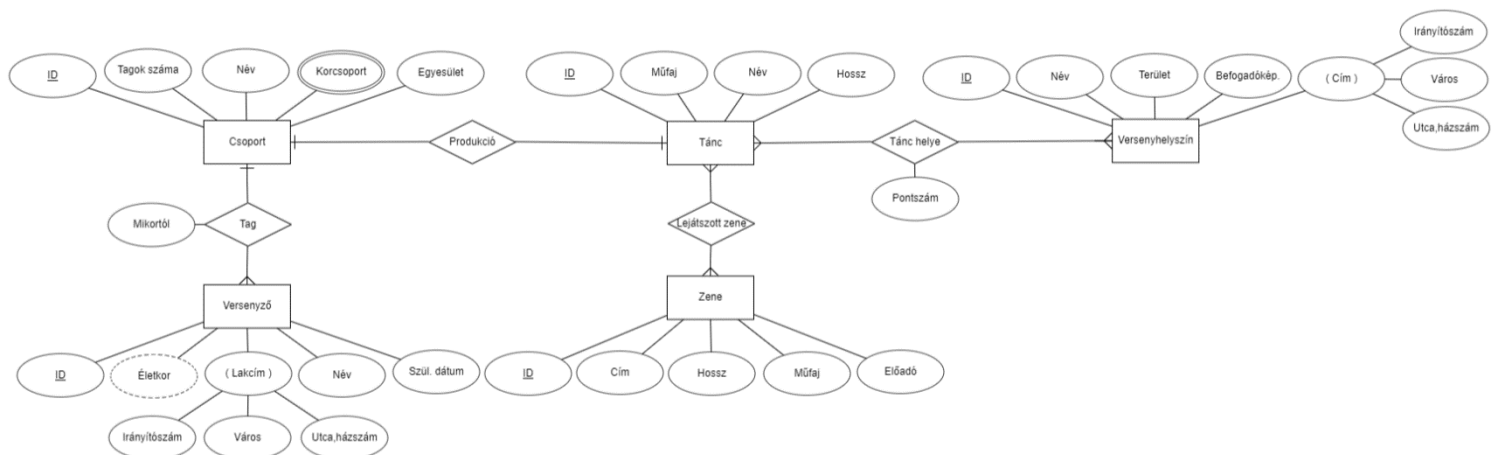 Irányítószám
ID
Tagok száma
Név
Korcsoport
Egyesület
ID
Műfaj
Név
Hossz
ID
Név
Terület
Befogadókép.
( Cím )
Város
Utca,házszám
Csoport
Produkció
Tánc
Tánc helye
Versenyhelyszín
Pontszám
Mikortól
Tag
Lejátszott zene
Versenyző
Zene
ID
Életkor
( Lakcím )
Név
Szül. dátum
ID
Cím
Hossz
Műfaj
Előadó
Irányítószám
Város
Utca,házszám